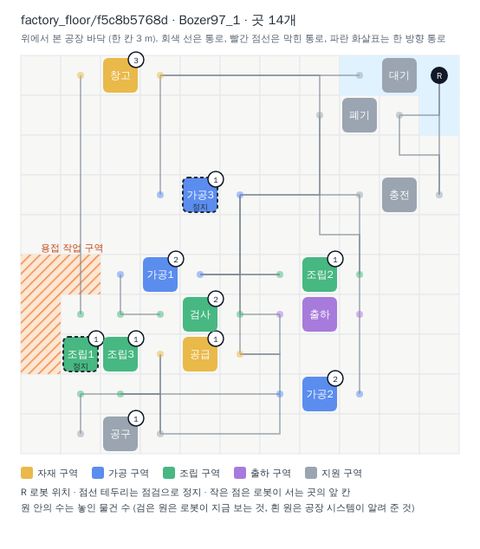 factory_floor/f5c8b5768d · Bozer97_1 · 곳 14개
위에서 본 공장 바닥 (한 칸 3 m). 회색 선은 통로, 빨간 점선은 막힌 통로, 파란 화살표는 한 방향 통로
창고 3
대기
R
폐기
가공3 1
정지
충전
용접 작업 구역
가공1 2
조립2 1
검사 2
출하
조립1 1
정지
조립3 1
공급 1
가공2 2
공구 1
자재 구역 가공 구역 조립 구역 출하 구역 지원 구역
R 로봇 위치 · 점선 테두리는 점검으로 정지 · 작은 점은 로봇이 서는 곳의 앞 칸
원 안의 수는 놓인 물건 수 (검은 원은 로봇이 지금 보는 것, 흰 원은 공장 시스템이 알려 준 것)